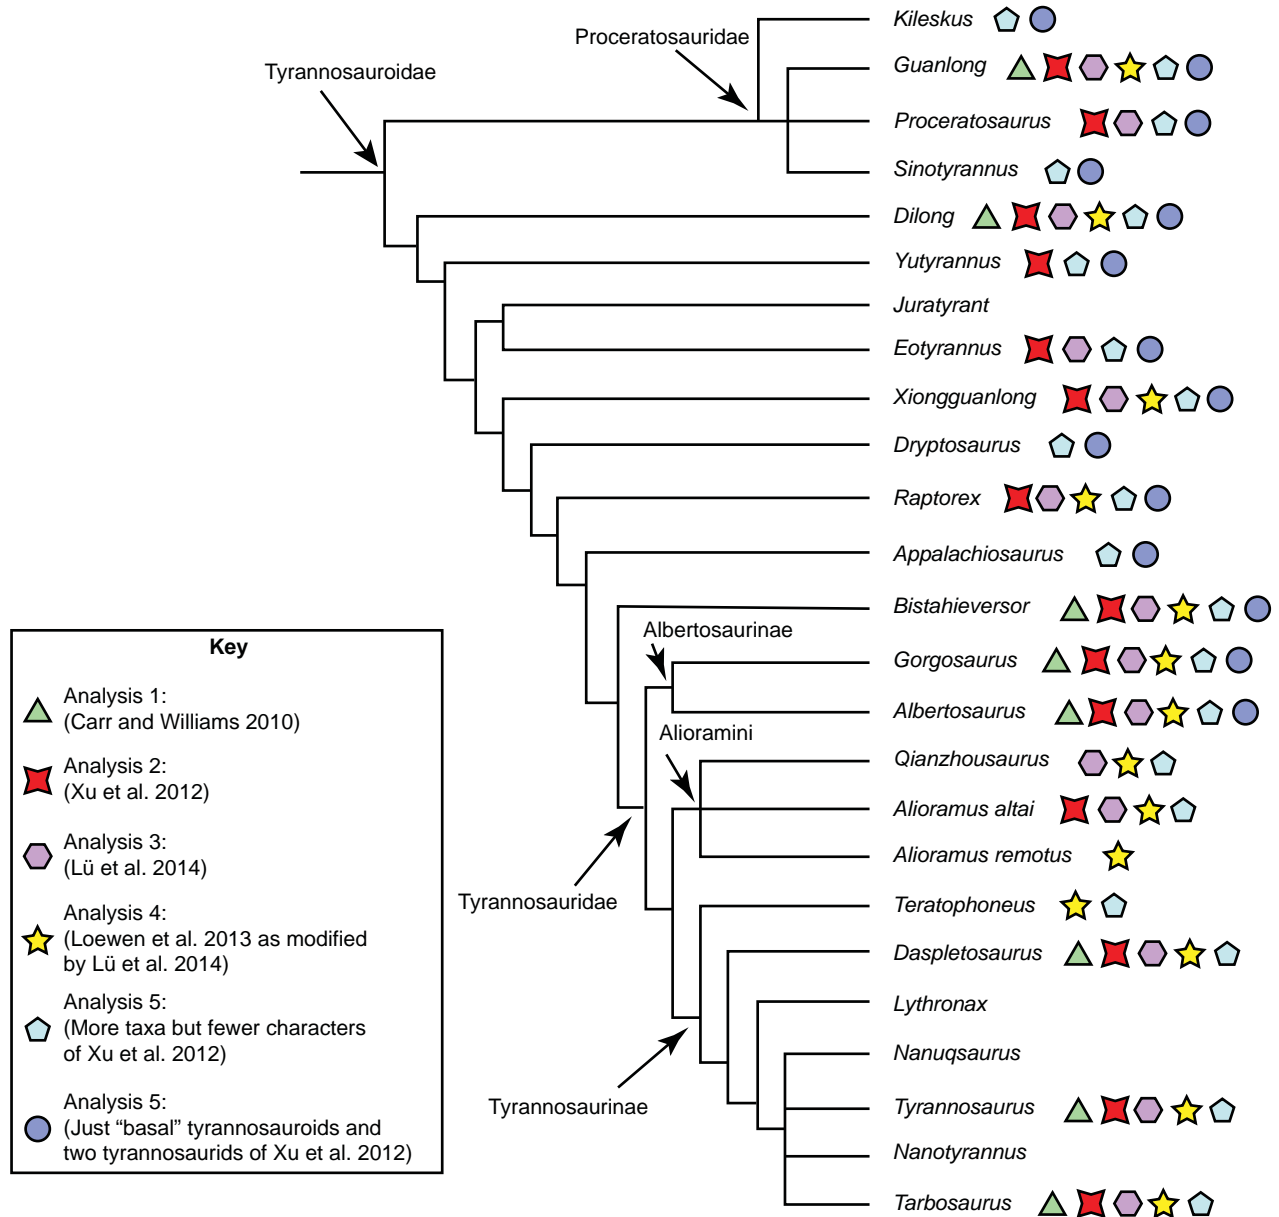 Kileskus
Proceratosauridae
Guanlong
Tyrannosauroidae
Proceratosaurus
Sinotyrannus
Dilong
Yutyrannus
Juratyrant
Eotyrannus
Xiongguanlong
Dryptosaurus
Raptorex
Appalachiosaurus
Bistahieversor
Albertosaurinae
Gorgosaurus
Albertosaurus
Alioramini
Qianzhousaurus
Alioramus altai
Alioramus remotus
Tyrannosauridae
Teratophoneus
Daspletosaurus
Lythronax
Nanuqsaurus
Tyrannosaurinae
Tyrannosaurus
Nanotyrannus
Tarbosaurus
Key
Analysis 1:
(Carr and Williams 2010)
Analysis 2:
(Xu et al. 2012)
Analysis 3:
(Lü et al. 2014)
Analysis 4:
(Loewen et al. 2013 as modified
by Lü et al. 2014)
Analysis 5:
(More taxa but fewer characters
of Xu et al. 2012)
Analysis 5:
(Just “basal” tyrannosauroids and
two tyrannosaurids of Xu et al. 2012)